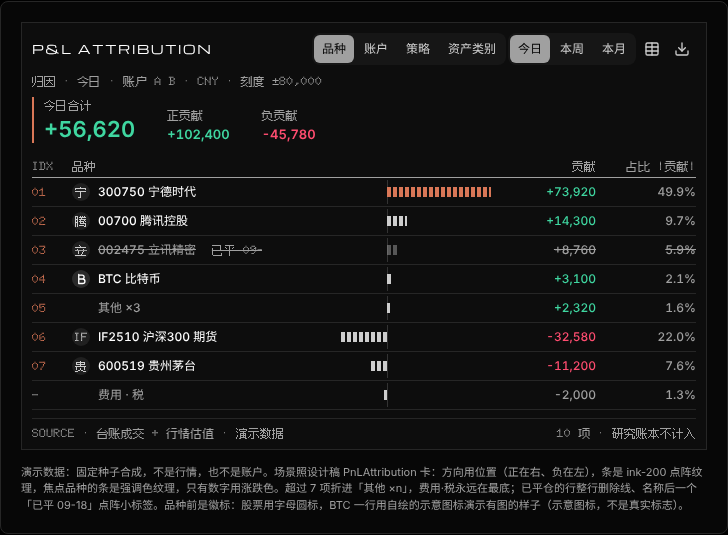 P&L ATTRIBUTION
品种 账户 策略 资产类别 今日 本周 本月
归因 · 今日 · 账户 A B · CNY · 刻度 ±80,000
今日合计 正贡献 负贡献
+56,620 +102,400 -45,780
IDX 品种 贡献 占比 |贡献|
01 宁 300750 宁德时代 +73,920 49.9%
02 腾 00700 腾讯控股 +14,300 9.7%
03 立 002475 立讯精密 已平 09- +8,760 5.9%
04 B BTC 比特币 +3,100 2.1%
05 其他 ×3 +2,320 1.6%
06 IF IF2510 沪深300 期货 -32,580 22.0%
07 贵 600519 贵州茅台 -11,200 7.6%
— 费用 · 税 -2,000 1.3%
SOURCE · 台账成交 + 行情估值 · 演示数据 10 项 · 研究账本不计入
演示数据：固定种子合成，不是行情，也不是账户。场景照设计稿 PnLAttribution 卡：方向用位置（正在右、负在左），条是 ink-200 点阵纹
理，焦点品种的条是强调色纹理，只有数字用涨跌色。超过 7 项折进「其他 ×n」，费用·税永远在最底；已平仓的行整行删除线、名称后一个
「已平 09-18」点阵小标签。品种前是徽标：股票用字母圆标，BTC 一行用自绘的示意图标演示有图的样子（示意图标，不是真实标志）。